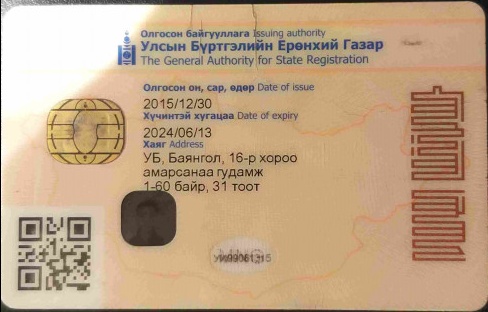 Олгосон байгууллага Issuing authority
Улсын Бүртгэлийн Ерөнхий Газар
The General Authority for State Registration
Олгосон он, сар, өдөр Date of issue
2015/12/30
Хүчинтэй хугацаа Date of expiry
2024/06/13
Хаяг Address
УБ, Баянгол, 16-р хороо
амарсанаа гудамж
1-60 байр, 31 тоот